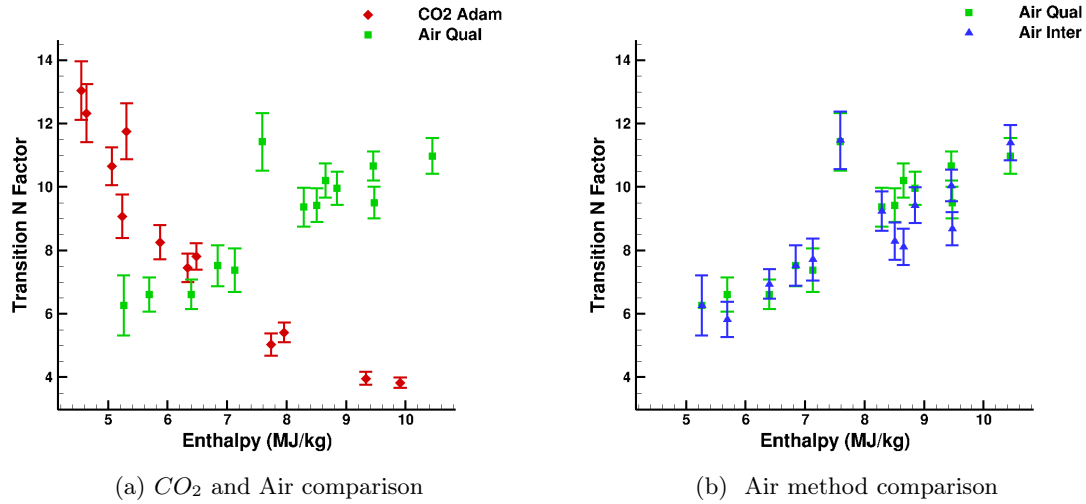 CO2 Adam
Air Qual
14
12
10
8
6
4
Transition N Factor
5 6 7 8 9 10
Enthalpy (MJ/kg)
(a) CO2 and Air comparison
Air Qual
Air Inter
14
12
10
8
6
4
Transition N Factor
5 6 7 8 9 10
Enthalpy (MJ/kg)
(b) Air method comparison